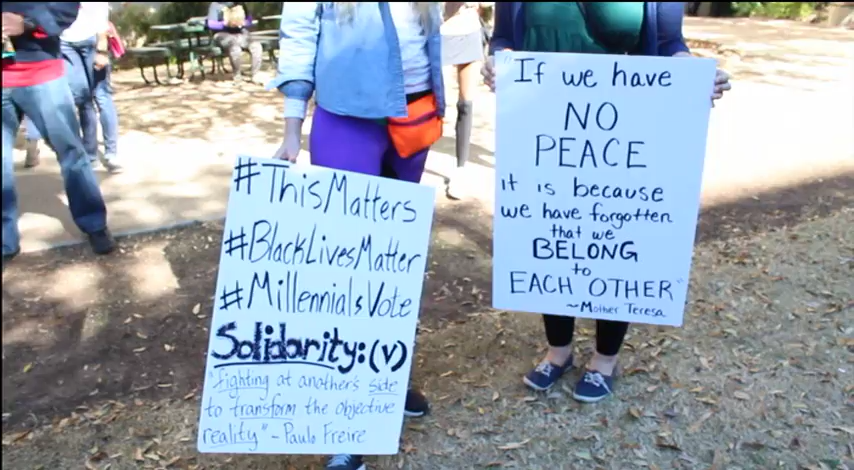 #ThisMatters
#BlackLivesMatter
#MillennialsVote
Solidarity:(v)
"fighting at another's side
to transform the objective
reality" - Paulo Freire
"If we have
NO
PEACE
it is because
we have forgotten
that we
BELONG
to
EACH OTHER"
~Mother Teresa